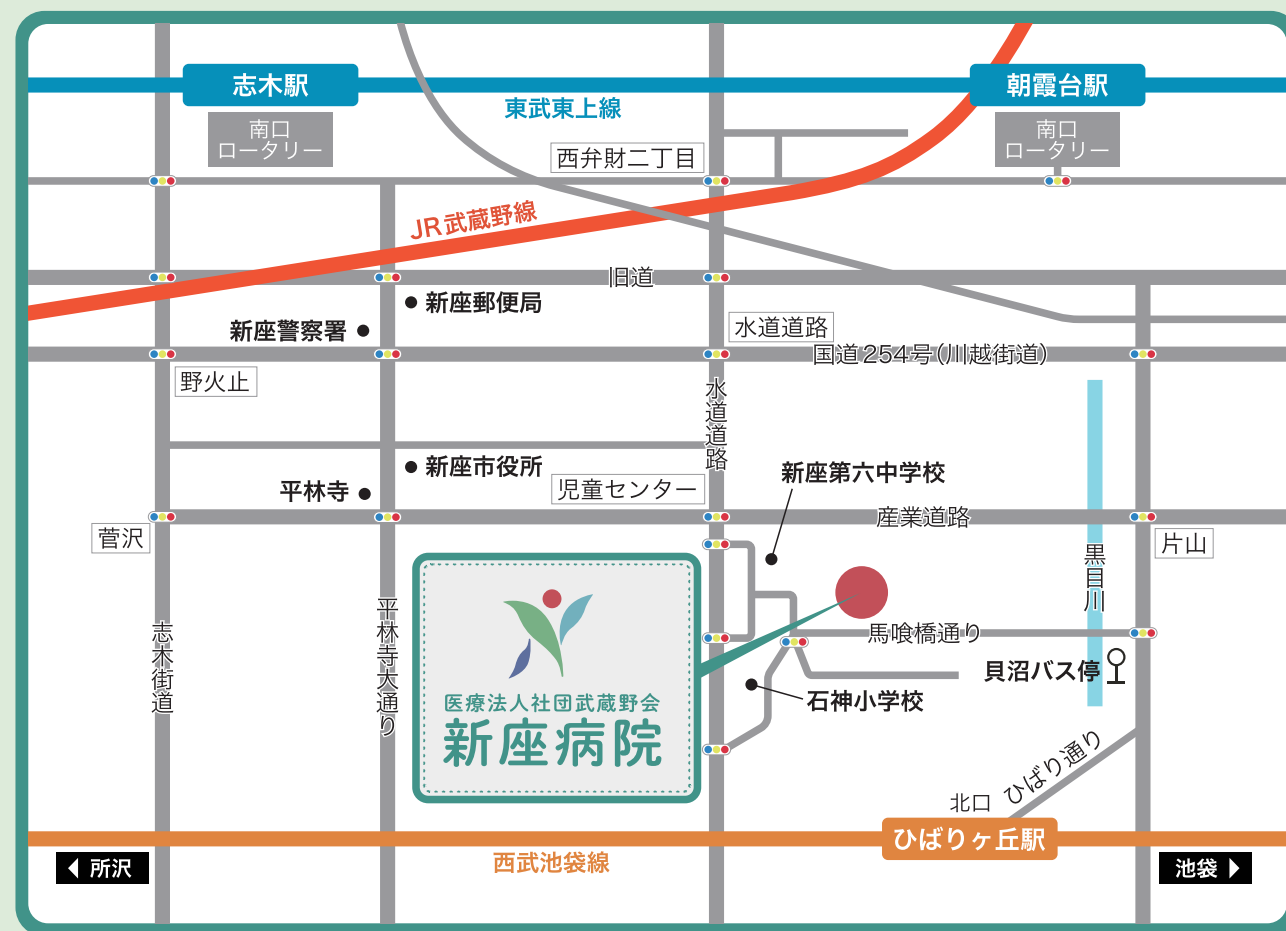 志木駅
朝霞台駅
東武東上線
南口
ロータリー
南口
ロータリー
西弁財二丁目
JR武蔵野線
旧道
新座郵便局
新座警察署
水道道路
国道254号(川越街道)
野火止
水道道路
新座市役所
新座第六中学校
平林寺
児童センター
産業道路
菅沢
片山
黒目川
志木街道
平林寺大通り
馬喰橋通り
貝沼バス停
石神小学校
医療法人社団武蔵野会
新座病院
ひばり通り
北口
ひばりヶ丘駅
西武池袋線
所沢
池袋